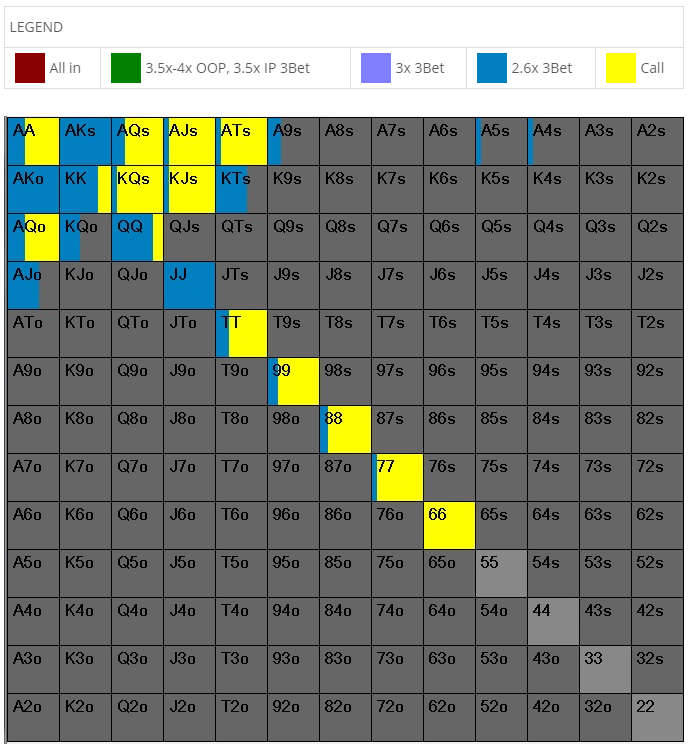 LEGEND
All in 3.5x-4x OOP, 3.5x IP 3Bet 3x 3Bet 2.6x 3Bet Call
AA AKs AQs AJs ATs A9s A8s A7s A6s A5s A4s A3s A2s
AKo KK KQs KJs KTs K9s K8s K7s K6s K5s K4s K3s K2s
AQo KQo QQ QJs QTs Q9s Q8s Q7s Q6s Q5s Q4s Q3s Q2s
AJo KJo QJo JJ JTs J9s J8s J7s J6s J5s J4s J3s J2s
ATo KTo QTo JTo TT T9s T8s T7s T6s T5s T4s T3s T2s
A9o K9o Q9o J9o T9o 99 98s 97s 96s 95s 94s 93s 92s
A8o K8o Q8o J8o T8o 98o 88 87s 86s 85s 84s 83s 82s
A7o K7o Q7o J7o T7o 97o 87o 77 76s 75s 74s 73s 72s
A6o K6o Q6o J6o T6o 96o 86o 76o 66 65s 64s 63s 62s
A5o K5o Q5o J5o T5o 95o 85o 75o 65o 55 54s 53s 52s
A4o K4o Q4o J4o T4o 94o 84o 74o 64o 54o 44 43s 42s
A3o K3o Q3o J3o T3o 93o 83o 73o 63o 53o 43o 33 32s
A2o K2o Q2o J2o T2o 92o 82o 72o 62o 52o 42o 32o 22